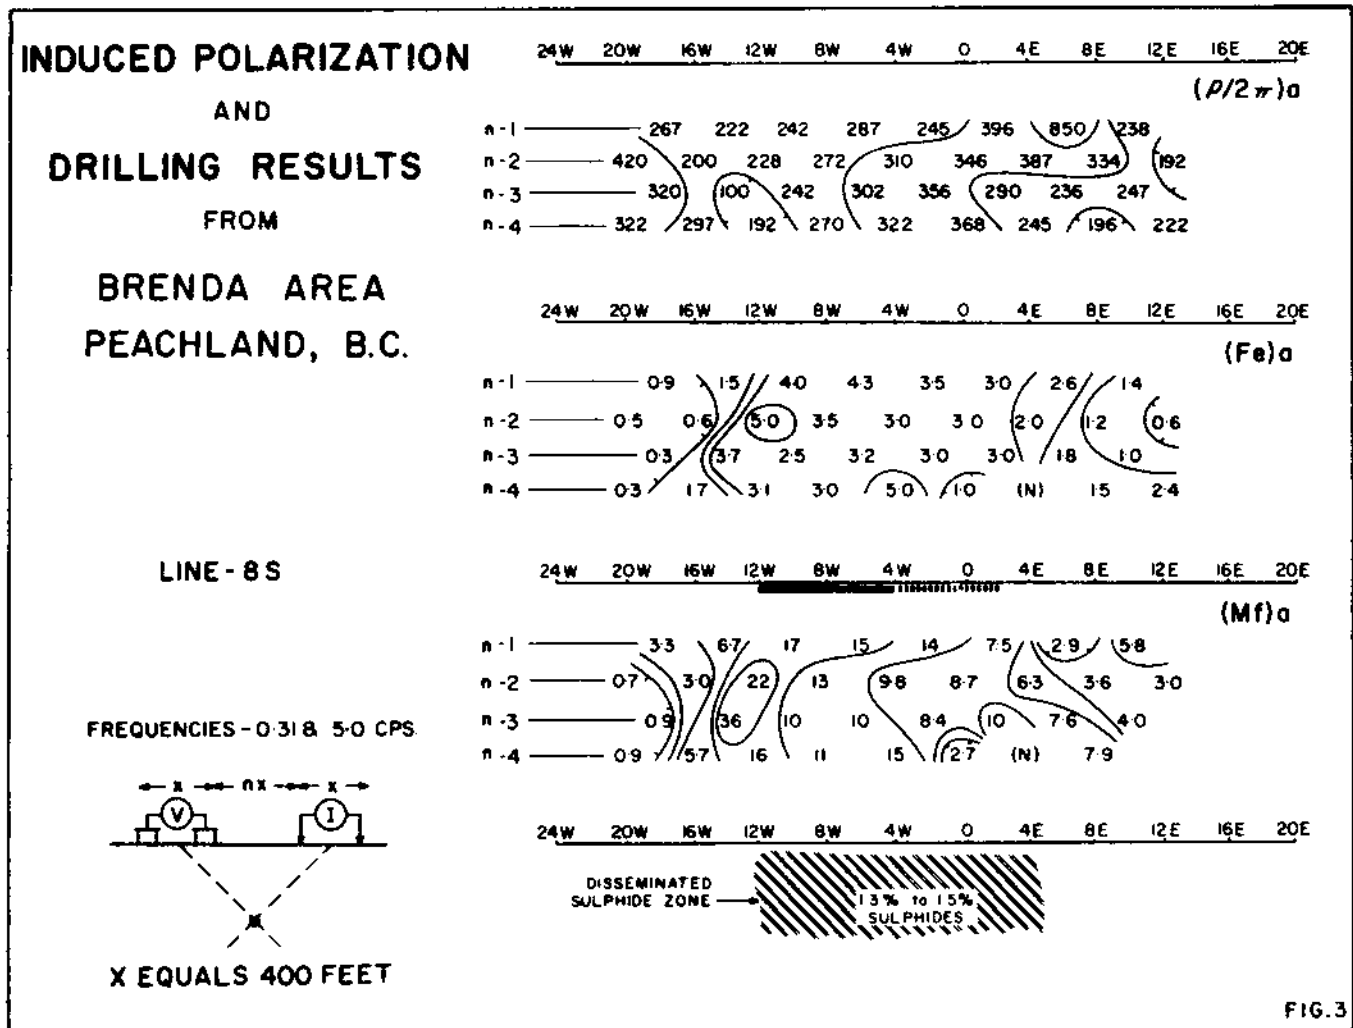 INDUCED POLARIZATION
AND
DRILLING RESULTS
FROM
BRENDA AREA
PEACHLAND, B.C.
LINE - 8S
FREQUENCIES - 0·31 & 5·0 CPS.
x nx x
V I
X EQUALS 400 FEET
24W 20W 16W 12W 8W 4W 0 4E 8E 12E 16E 20E
(ρ/2π)a
n-1 267 222 242 287 245 396 850 238
n-2 420 200 228 272 310 346 387 334 192
n-3 320 100 242 302 356 290 236 247
n-4 322 297 192 270 322 368 245 196 222
24W 20W 16W 12W 8W 4W 0 4E 8E 12E 16E 20E
(Fe)a
n-1 0·9 1·5 4·0 4·3 3·5 3·0 2·6 1·4
n-2 0·5 0·6 5·0 3·5 3·0 3·0 2·0 1·2 0·6
n-3 0·3 3·7 2·5 3·2 3·0 3·0 1·8 1·0
n-4 0·3 1·7 3·1 3·0 5·0 1·0 (N) 1·5 2·4
24W 20W 16W 12W 8W 4W 0 4E 8E 12E 16E 20E
(Mf)a
n-1 3·3 6·7 17 15 14 7·5 2·9 5·8
n-2 0·7 3·0 22 13 9·8 8·7 6·3 3·6 3·0
n-3 0·9 36 10 10 8·4 10 7·6 4·0
n-4 0·9 5·7 16 11 15 2·7 (N) 7·9
24W 20W 16W 12W 8W 4W 0 4E 8E 12E 16E 20E
DISSEMINATED
SULPHIDE ZONE
1·3% to 1·5%
SULPHIDES
FIG. 3